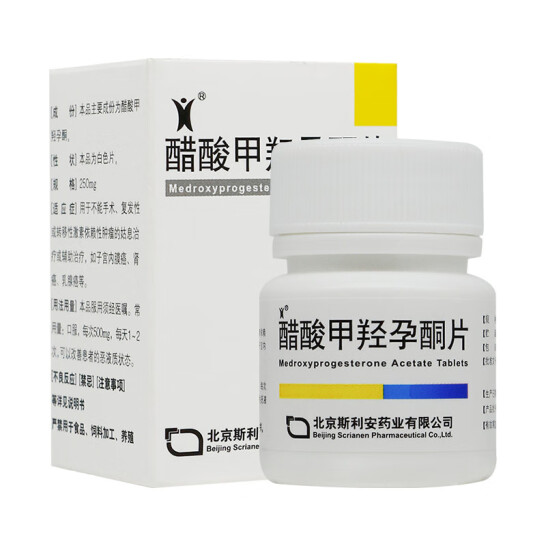 [成 份] 本品主要成份为醋酸甲
羟孕酮。
[性 状] 本品为白色片。
[规 格] 250mg
[适应症] 用于不能手术、复发性
或转移性激素依赖性肿瘤的姑息治
疗或辅助治疗，如子宫内膜癌、肾
癌、乳腺癌等。
[用法用量] 本品服用须经医嘱。常
用量：口服，每次500mg，每天1~2
次，可以改善患者的恶液质状态。
[不良反应] [禁忌] [注意事项]
等详见说明书
严禁用于食品、饲料加工、养殖
®
醋酸甲羟孕酮片
Medroxyprogeste
北京斯利
Beijing Scrianen
®
醋酸甲羟孕酮片
Medroxyprogesterone Acetate Tablets
北京斯利安药业有限公司
Beijing Scrianen Pharmaceutical Co.,Ltd.